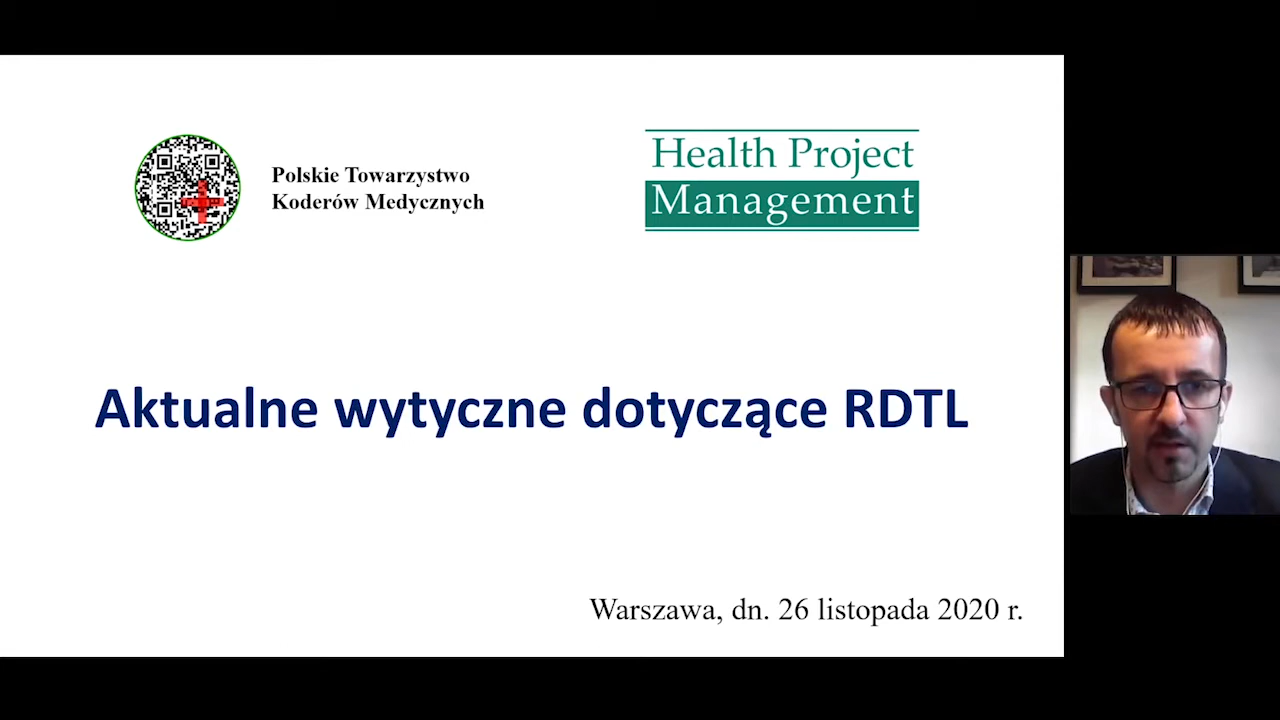 Polskie Towarzystwo
Koderów Medycznych
Health Project
Management
Aktualne wytyczne dotyczące RDTL
Warszawa, dn. 26 listopada 2020 r.